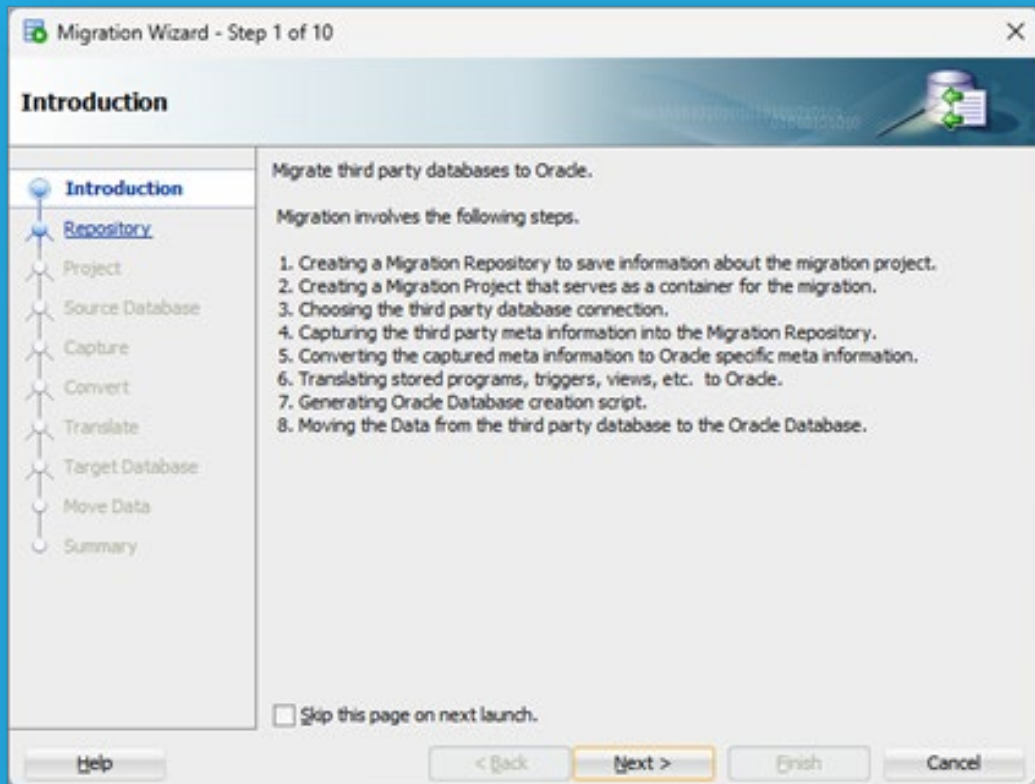 Migration Wizard - Step 1 of 10
Introduction
Introduction
Repository
Project
Source Database
Capture
Convert
Translate
Target Database
Move Data
Summary
Migrate third party databases to Oracle.
Migration involves the following steps.
1. Creating a Migration Repository to save information about the migration project.
2. Creating a Migration Project that serves as a container for the migration.
3. Choosing the third party database connection.
4. Capturing the third party meta information into the Migration Repository.
5. Converting the captured meta information to Oracle specific meta information.
6. Translating stored programs, triggers, views, etc. to Oracle.
7. Generating Oracle Database creation script.
8. Moving the Data from the third party database to the Oracle Database.
Skip this page on next launch.
Help
< Back
Next >
Finish
Cancel